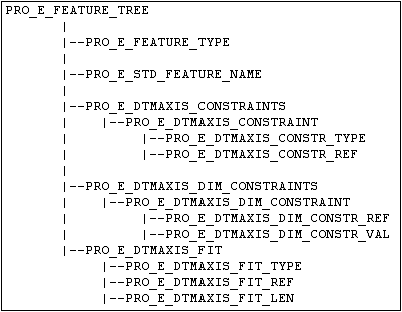 PRO_E_FEATURE_TREE
|
|--PRO_E_FEATURE_TYPE
|
|--PRO_E_STD_FEATURE_NAME
|
|--PRO_E_DTMAXIS_CONSTRAINTS
| |--PRO_E_DTMAXIS_CONSTRAINT
| |--PRO_E_DTMAXIS_CONSTR_TYPE
| |--PRO_E_DTMAXIS_CONSTR_REF
|
|--PRO_E_DTMAXIS_DIM_CONSTRAINTS
| |--PRO_E_DTMAXIS_DIM_CONSTRAINT
| |--PRO_E_DTMAXIS_DIM_CONSTR_REF
| |--PRO_E_DTMAXIS_DIM_CONSTR_VAL
|--PRO_E_DTMAXIS_FIT
|--PRO_E_DTMAXIS_FIT_TYPE
|--PRO_E_DTMAXIS_FIT_REF
|--PRO_E_DTMAXIS_FIT_LEN